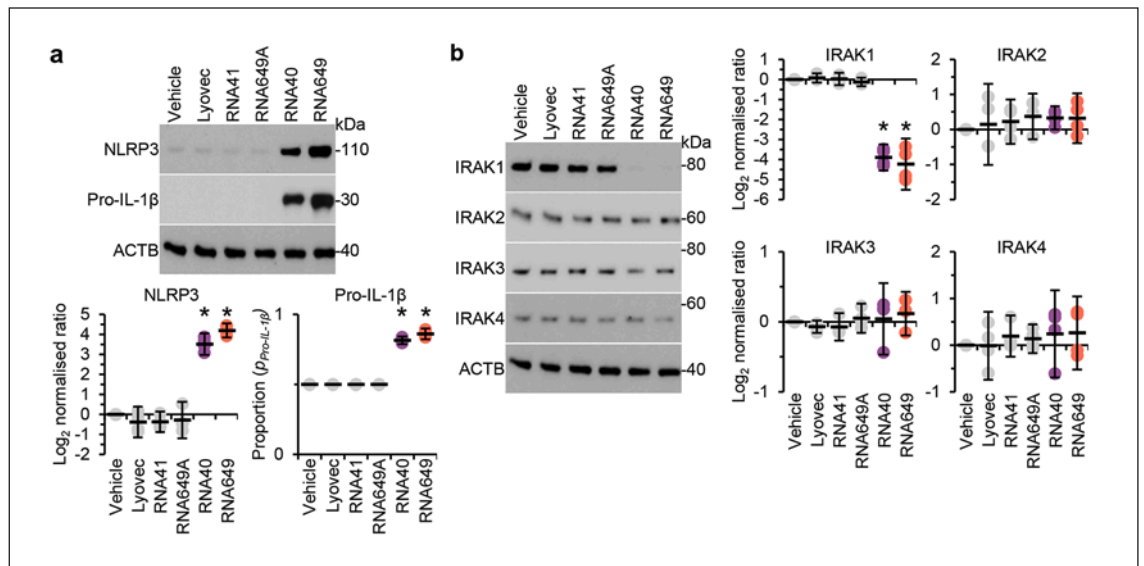 a
Vehicle
Lyovec
RNA41
RNA649A
RNA40
RNA649
kDa
NLRP3
-110
Pro-IL-1β
-30
ACTB
-40
NLRP3
Log2 normalised ratio
5
4
3
2
1
0
-1
-2
* *
Vehicle
Lyovec
RNA41
RNA649A
RNA40
RNA649
Pro-IL-1β
Proportion (pPro-IL-1β)
1
0
* *
Vehicle
Lyovec
RNA41
RNA649A
RNA40
RNA649
b
Vehicle
Lyovec
RNA41
RNA649A
RNA40
RNA649
kDa
IRAK1
-80
IRAK2
-60
-80
IRAK3
-60
IRAK4
ACTB
-40
IRAK1
Log2 normalised ratio
1
0
-1
-2
-3
-4
-5
-6
* *
IRAK2
2
1
0
-1
-2
IRAK3
Log2 normalised ratio
1
0
-1
Vehicle
Lyovec
RNA41
RNA649A
RNA40
RNA649
IRAK4
2
1
0
-1
Vehicle
Lyovec
RNA41
RNA649A
RNA40
RNA649